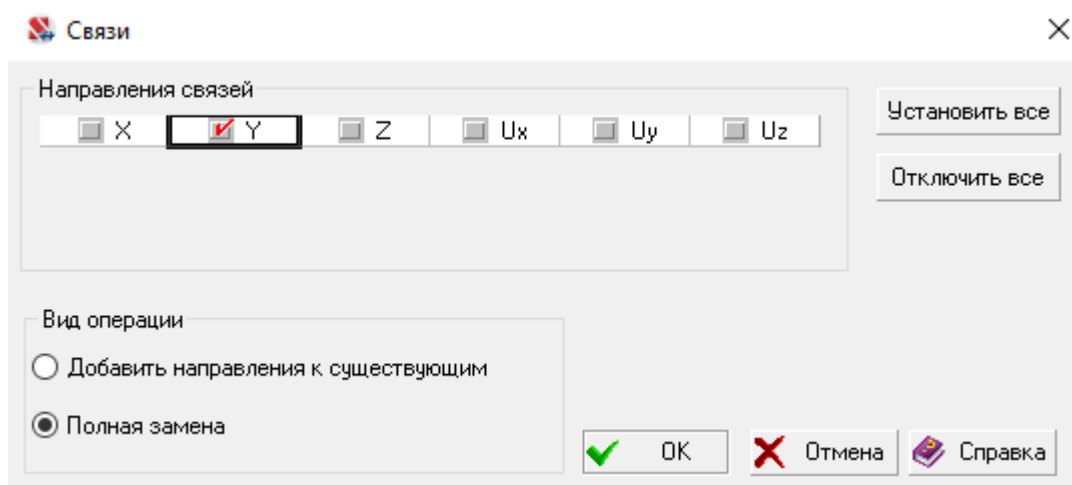 Связи
Направления связей
X Y Z Ux Uy Uz
Установить все
Отключить все
Вид операции
Добавить направления к существующим
Полная замена
OK Отмена Справка